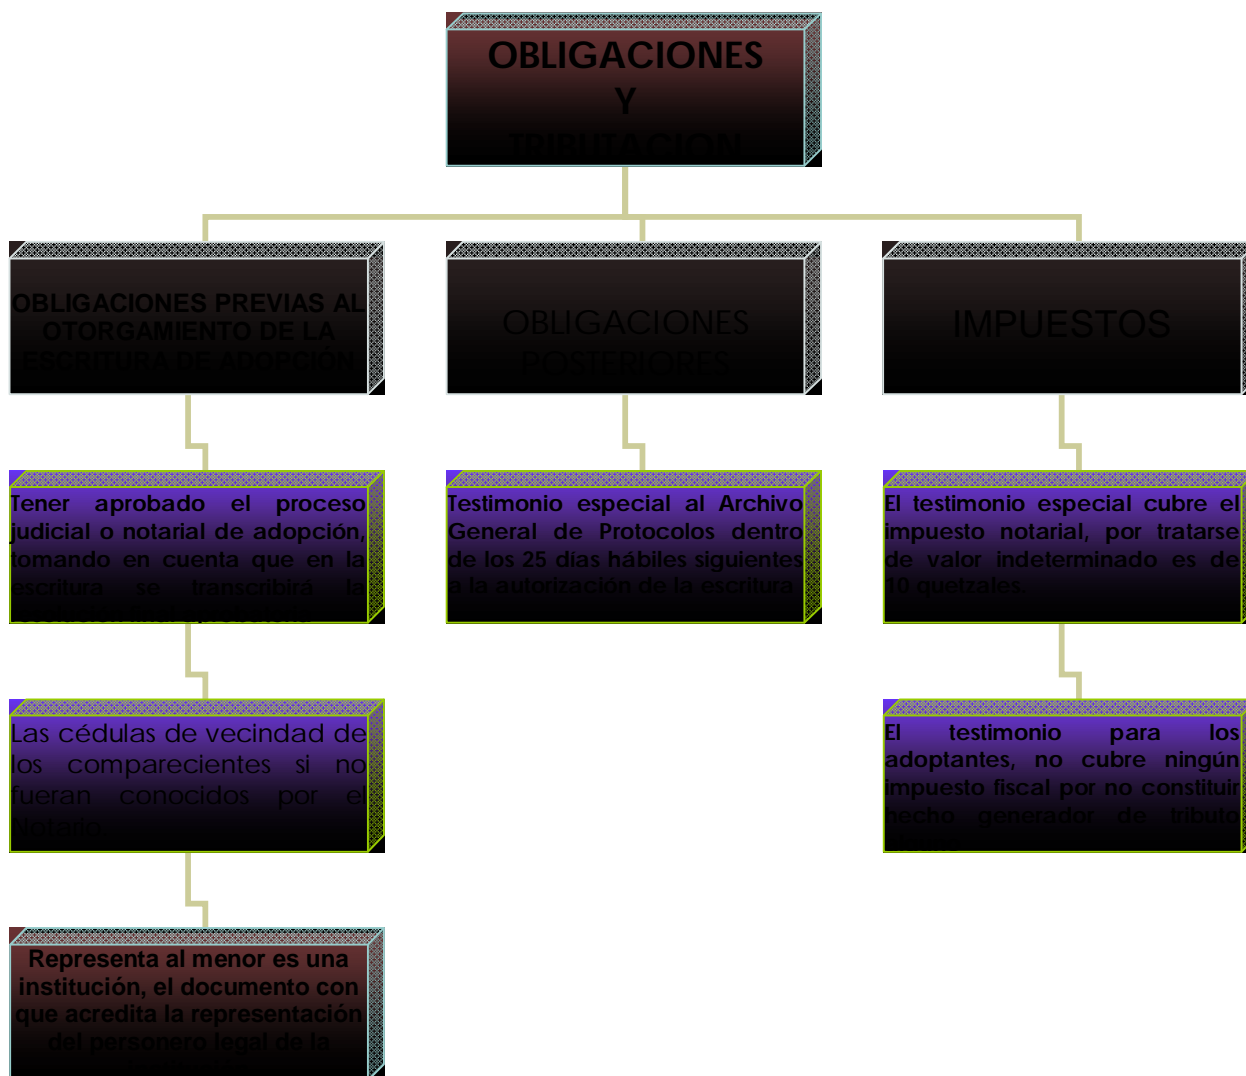 OBLIGACIONES
Y
TRIBUTACION
OBLIGACIONES PREVIAS AL
OTORGAMIENTO DE LA
ESCRITURA DE ADOPCIÓN
OBLIGACIONES
POSTERIORES
IMPUESTOS
Tener aprobado el proceso
judicial o notarial de adopción,
tomando en cuenta que en la
escritura se transcribirá la
Testimonio especial al Archivo
General de Protocolos dentro
de los 25 días hábiles siguientes
a la autorización de la escritura
El testimonio especial cubre el
impuesto notarial, por tratarse
de valor indeterminado es de
10 quetzales.
Las cédulas de vecindad de
los comparecientes si no
fueran conocidos por el
Notario.
El testimonio para los
adoptantes, no cubre ningún
impuesto fiscal por no constituir
hecho generador de tributo
Representa al menor es una
institución, el documento con
que acredita la representación
del personero legal de la